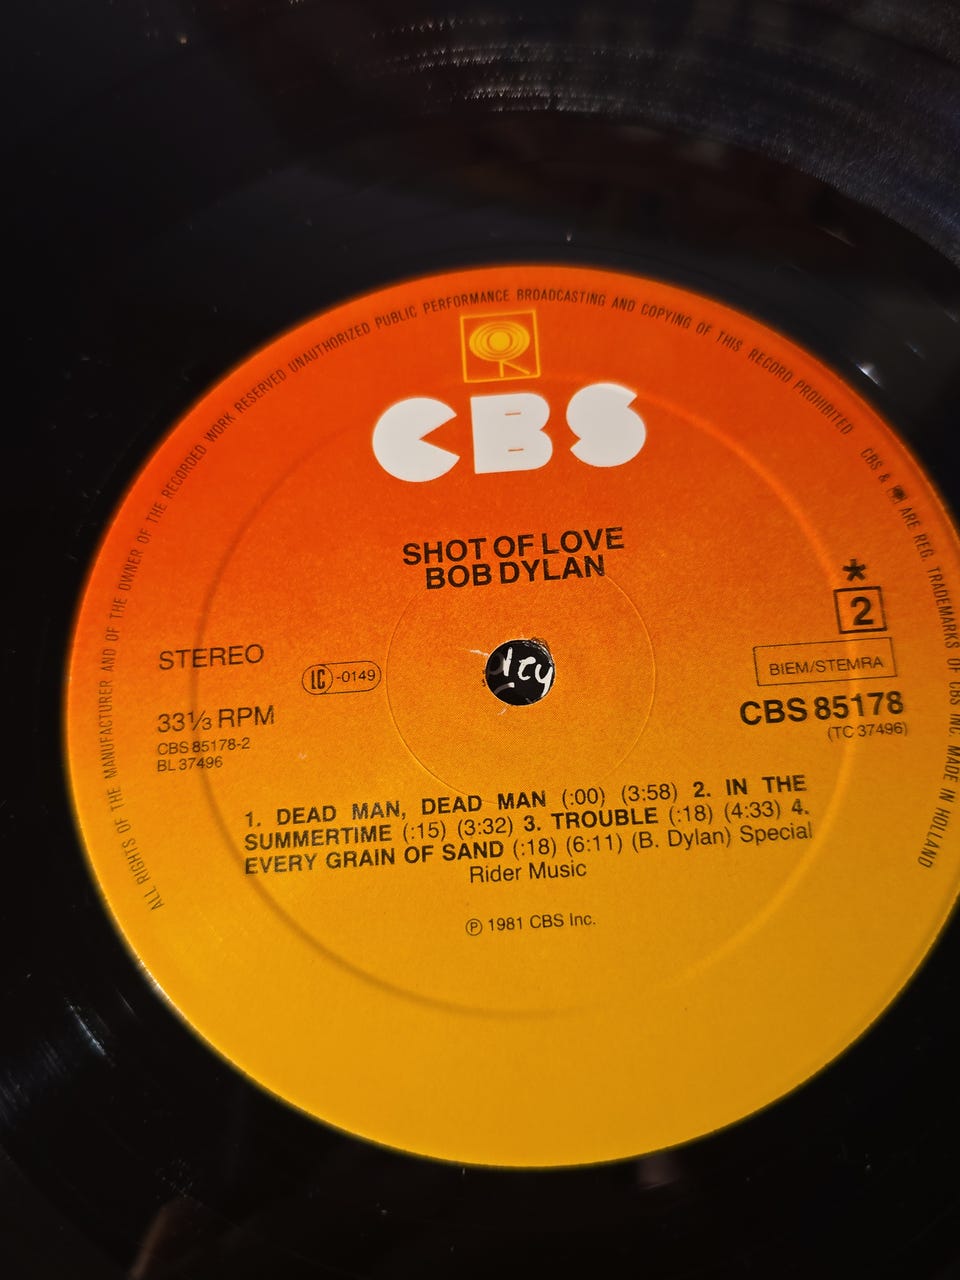 ALL RIGHTS OF THE MANUFACTURER AND OF THE OWNER OF THE RECORDED WORK RESERVED UNAUTHORIZED PUBLIC PERFORMANCE BROADCASTING AND COPYING OF THIS RECORD PROHIBITED
CBS & ARE REG. TRADEMARKS OF CBS INC. MADE IN HOLLAND
CBS
SHOT OF LOVE
BOB DYLAN
*
2
STEREO
LC-0149
BIEM/STEMRA
33⅓ RPM
CBS 85178
CBS 85178-2
(TC 37496)
BL 37496
1. DEAD MAN, DEAD MAN (:00) (3:58) 2. IN THE
SUMMERTIME (:15) (3:32) 3. TROUBLE (:18) (4:33) 4.
EVERY GRAIN OF SAND (:18) (6:11) (B. Dylan) Special
Rider Music
Ⓟ 1981 CBS Inc.